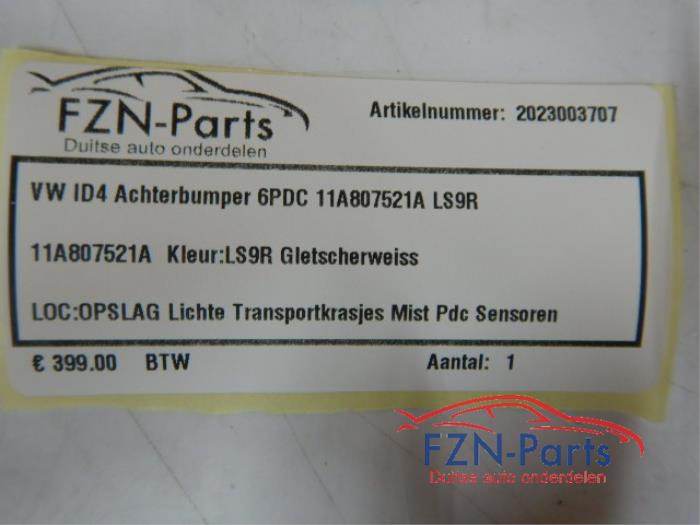 FZN-Parts
Duitse auto onderdelen
Artikelnummer: 2023003707
VW ID4 Achterbumper 6PDC 11A807521A LS9R
11A807521A Kleur:LS9R Gletscherweiss
LOC:OPSLAG Lichte Transportkrasjes Mist Pdc Sensoren
€ 399.00 BTW Aantal: 1
FZN-Parts
Duitse auto onderdelen